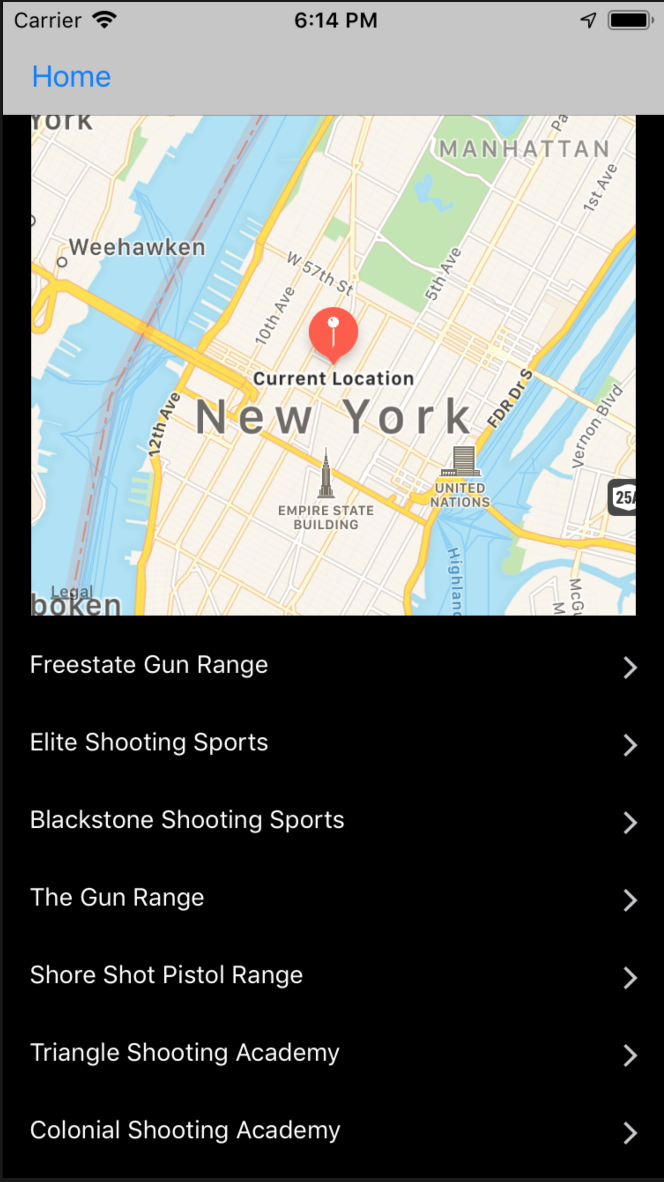 Carrier 6:14 PM
Home
York
MANHATTAN
1st Ave
Weehawken
W 57th St
5th Ave
10th Ave
Current Location
New York
12th Ave
FDR Dr S
Vernon Blvd
EMPIRE STATE
BUILDING
UNITED
NATIONS
25A
Highland
Legal
boken
Freestate Gun Range
Elite Shooting Sports
Blackstone Shooting Sports
The Gun Range
Shore Shot Pistol Range
Triangle Shooting Academy
Colonial Shooting Academy